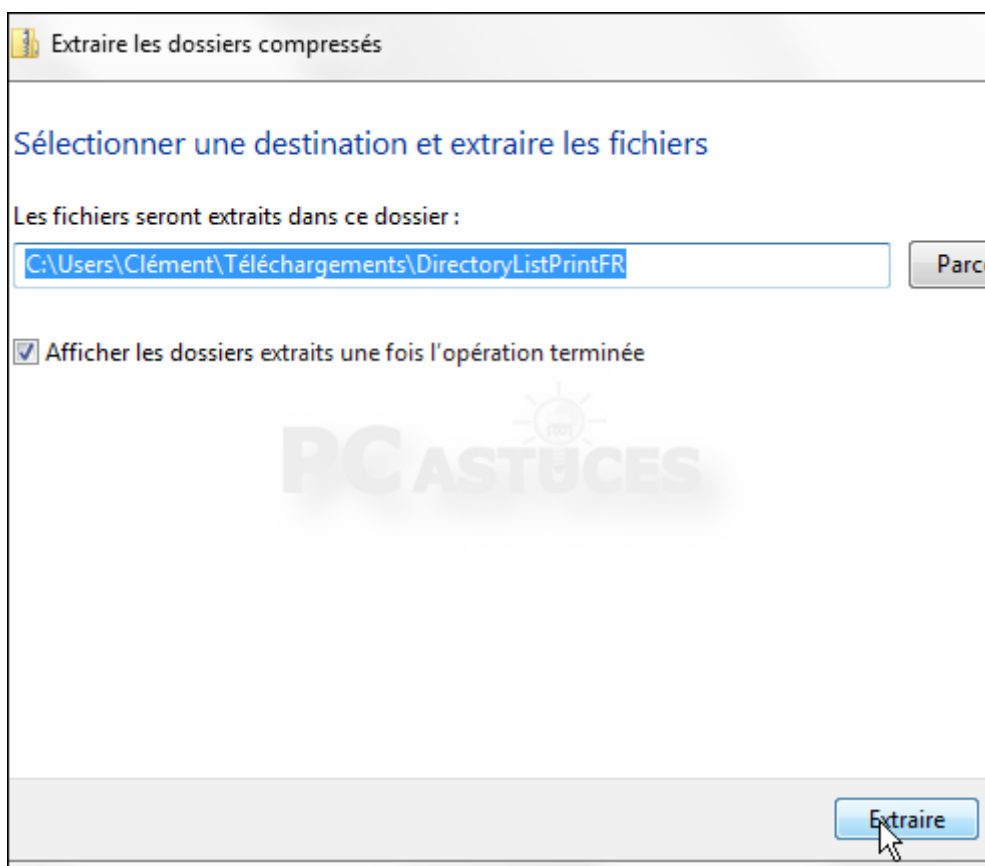 Extraire les dossiers compressés
Sélectionner une destination et extraire les fichiers
Les fichiers seront extraits dans ce dossier :
C:\Users\Clément\Téléchargements\DirectoryListPrintFR
Parc
Afficher les dossiers extraits une fois l'opération terminée
PC ASTUCES
Extraire